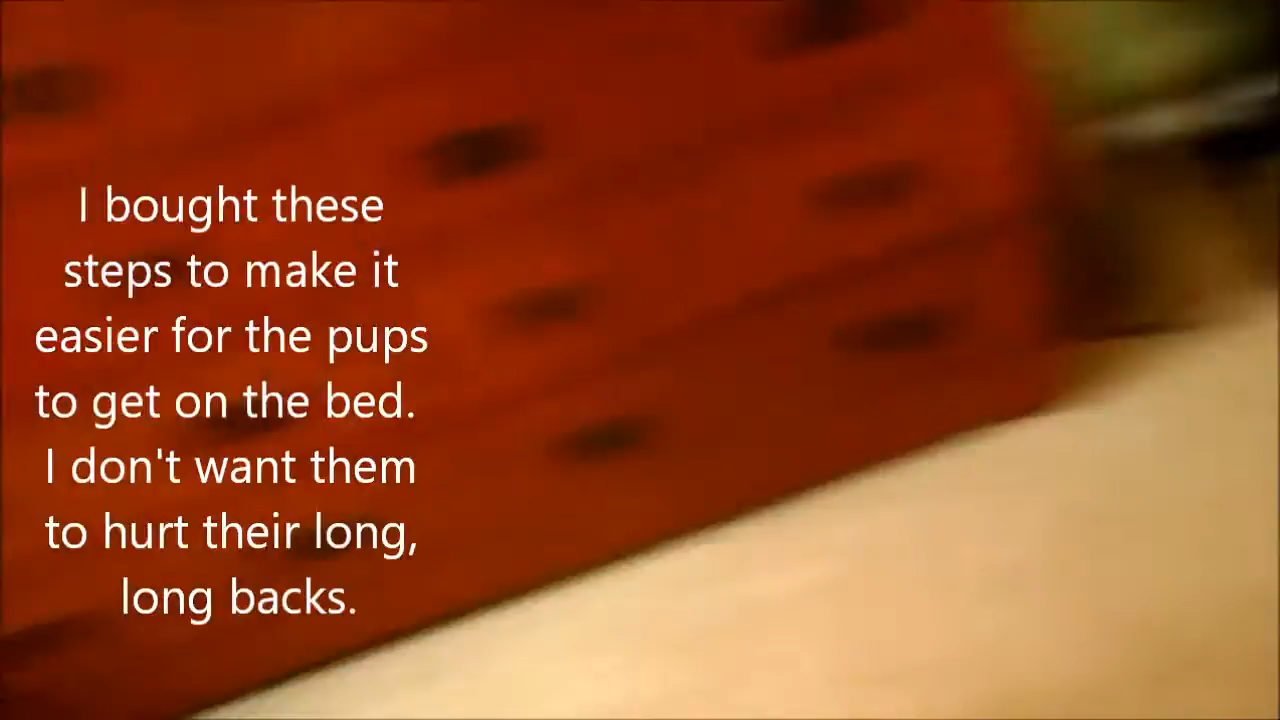 I bought these
steps to make it
easier for the pups
to get on the bed.
I don't want them
to hurt their long,
long backs.